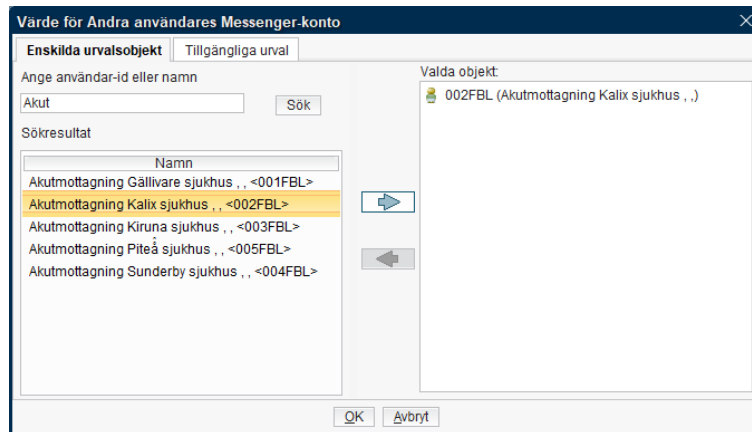 Värde för Andra användares Messenger-konto
Enskilda urvalsobjekt
Tillgängliga urval
Ange användar-id eller namn
Akut
Sök
Sökresultat
Namn
Akutmottagning Gällivare sjukhus , , <001FBL>
Akutmottagning Kalix sjukhus , , <002FBL>
Akutmottagning Kiruna sjukhus , , <003FBL>
Akutmottagning Piteå sjukhus , , <005FBL>
Akutmottagning Sunderby sjukhus , , <004FBL>
Valda objekt:
002FBL (Akutmottagning Kalix sjukhus , ,)
OK
Avbryt